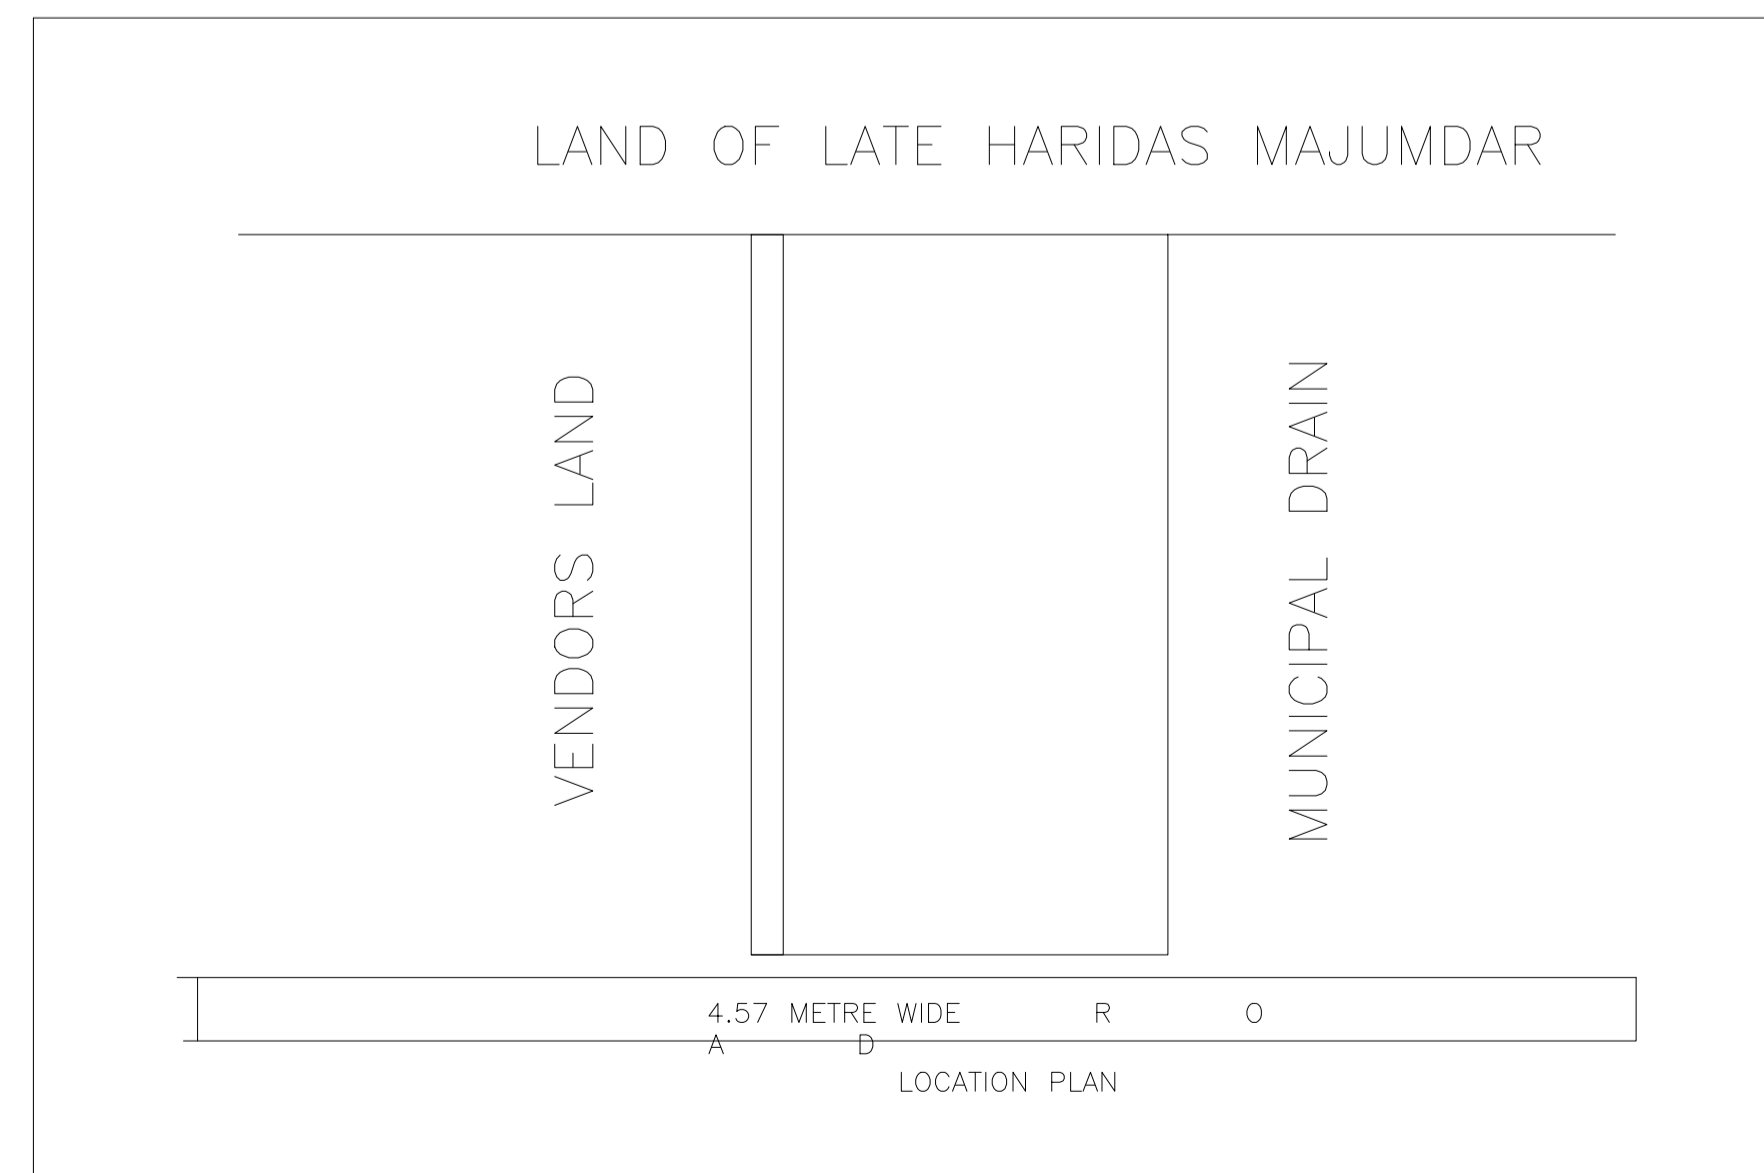 LAND OF LATE HARIDAS MAJUMDAR
VENDORS LAND
MUNICIPAL DRAIN
4.57 METRE WIDE R O
A D
LOCATION PLAN